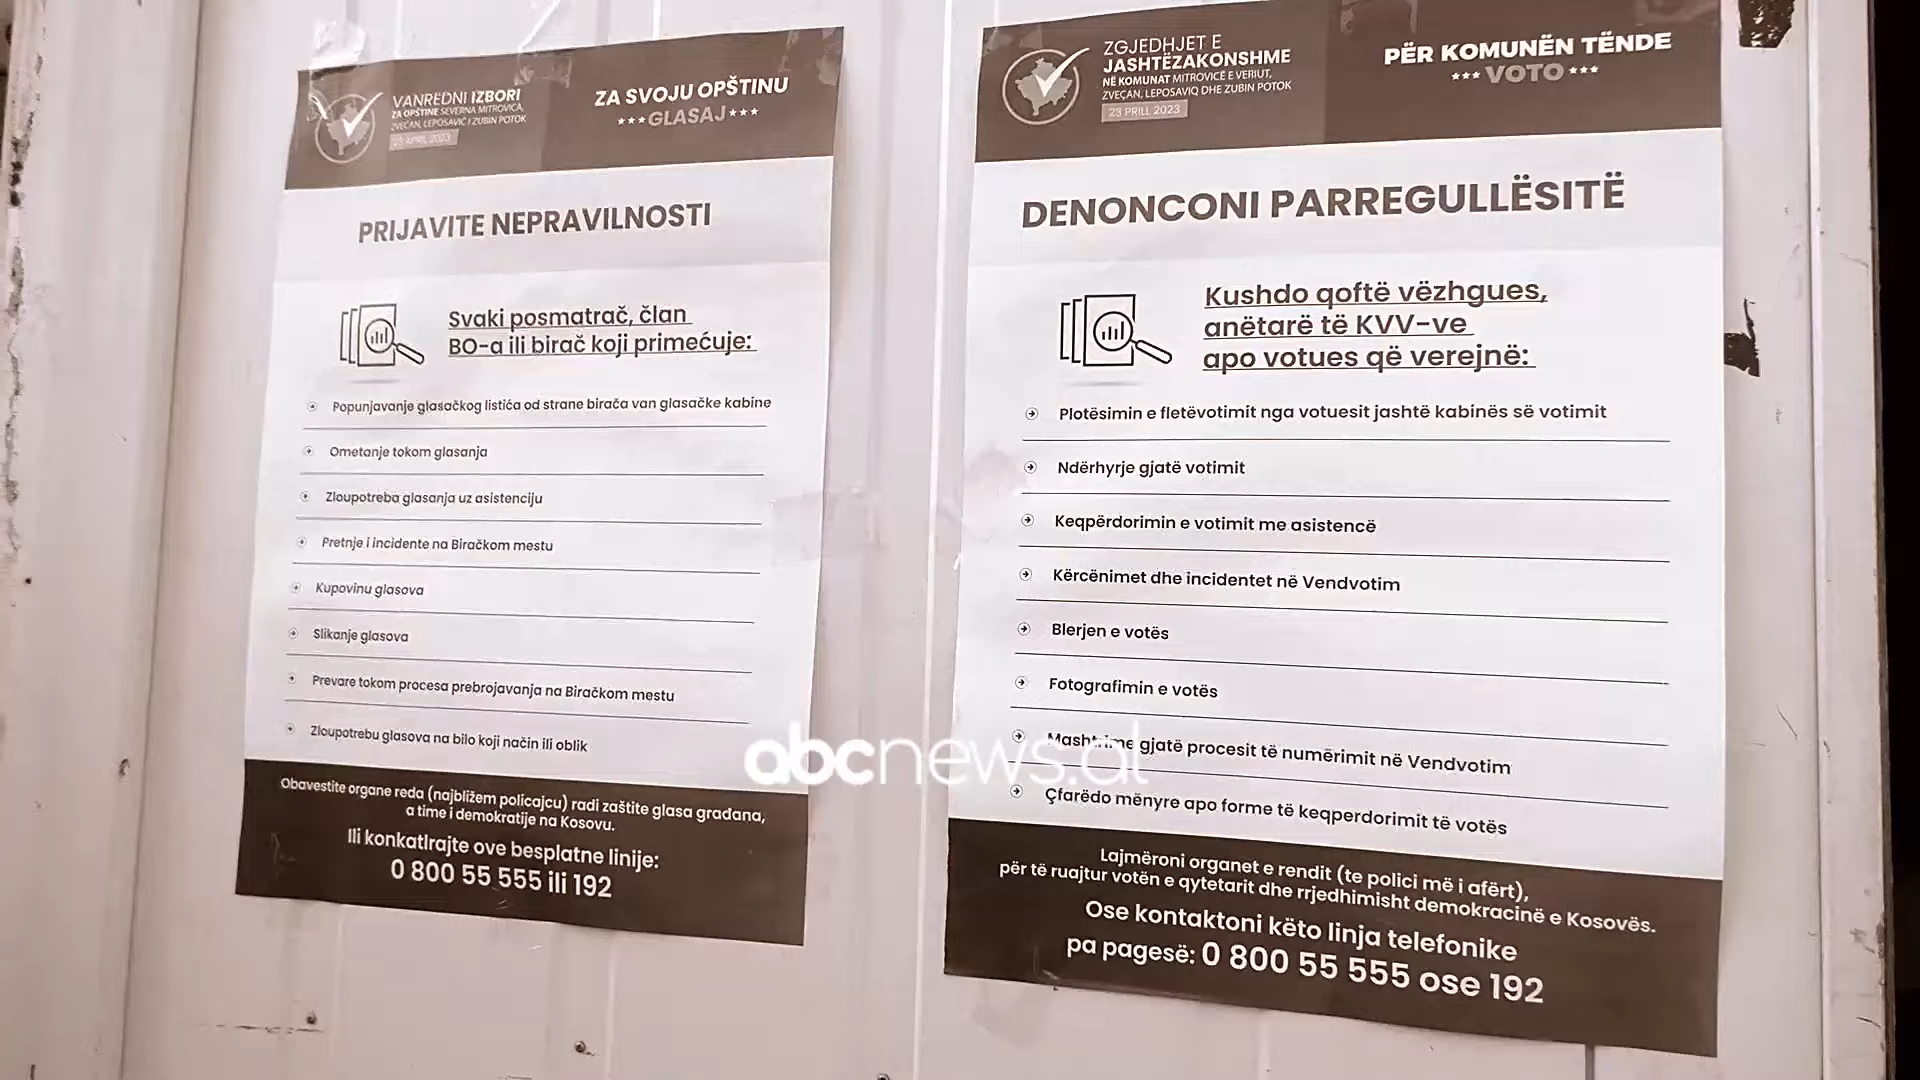 VANREDNI IZBORI
ZA OPŠTINE SEVERNA MITROVICA,
ZVEČAN, LEPOSAVIĆ I ZUBIN POTOK
23 APRIL 2023
ZA SVOJU OPŠTINU
GLASAJ
PRIJAVITE NEPRAVILNOSTI
Svaki posmatrač, član
BO-a ili birač koji primećuje:
Popunjavanje glasačkog listića od strane birača van glasačke kabine
Ometanje tokom glasanja
Zloupotreba glasanja uz asistenciju
Pretnje i incidente na Biračkom mestu
Kupovinu glasova
Slikanje glasova
Prevare tokom procesa prebrojavanja na Biračkom mestu
Zloupotrebu glasova na bilo koji način ili oblik
Obavestite organe reda (najbližem policajcu) radi zaštite glasa građana,
a time i demokratije na Kosovu.
Ili konkatIrajte ove besplatne linije:
0 800 55 555 ili 192
ZGJEDHJET E
JASHTËZAKONSHME
NË KOMUNAT MITROVICË E VERIUT,
ZVEÇAN, LEPOSAVIQ DHE ZUBIN POTOK
23 PRILL 2023
PËR KOMUNËN TËNDE
VOTO
DENONCONI PARREGULLËSITË
Kushdo qoftë vëzhgues,
anëtarë të KVV-ve
apo votues që verejnë:
Plotësimin e fletëvotimit nga votuesit jashtë kabinës së votimit
Ndërhyrje gjatë votimit
Keqpërdorimin e votimit me asistencë
Kërcënimet dhe incidentet në Vendvotim
Blerjen e votës
Fotografimin e votës
Mashtrime gjatë procesit të numërimit në Vendvotim
Çfarëdo mënyre apo forme të keqperdorimit të votës
Lajmëroni organet e rendit (te polici më i afërt),
për të ruajtur votën e qytetarit dhe rrjedhimisht demokracinë e Kosovës.
Ose kontaktoni këto linja telefonike
pa pagesë: 0 800 55 555 ose 192
abcnews.al